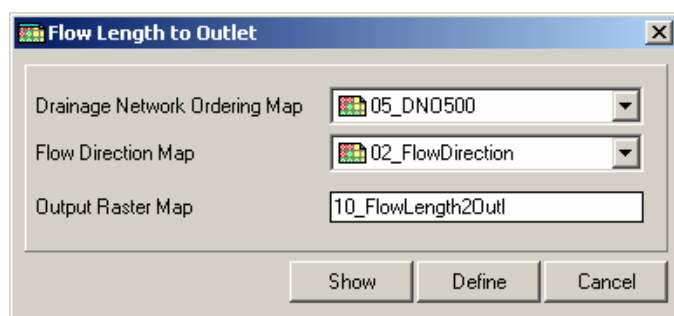 Flow Length to Outlet
Drainage Network Ordering Map 05_DNO500
Flow Direction Map 02_FlowDirection
Output Raster Map 10_FlowLength2Outl
Show Define Cancel